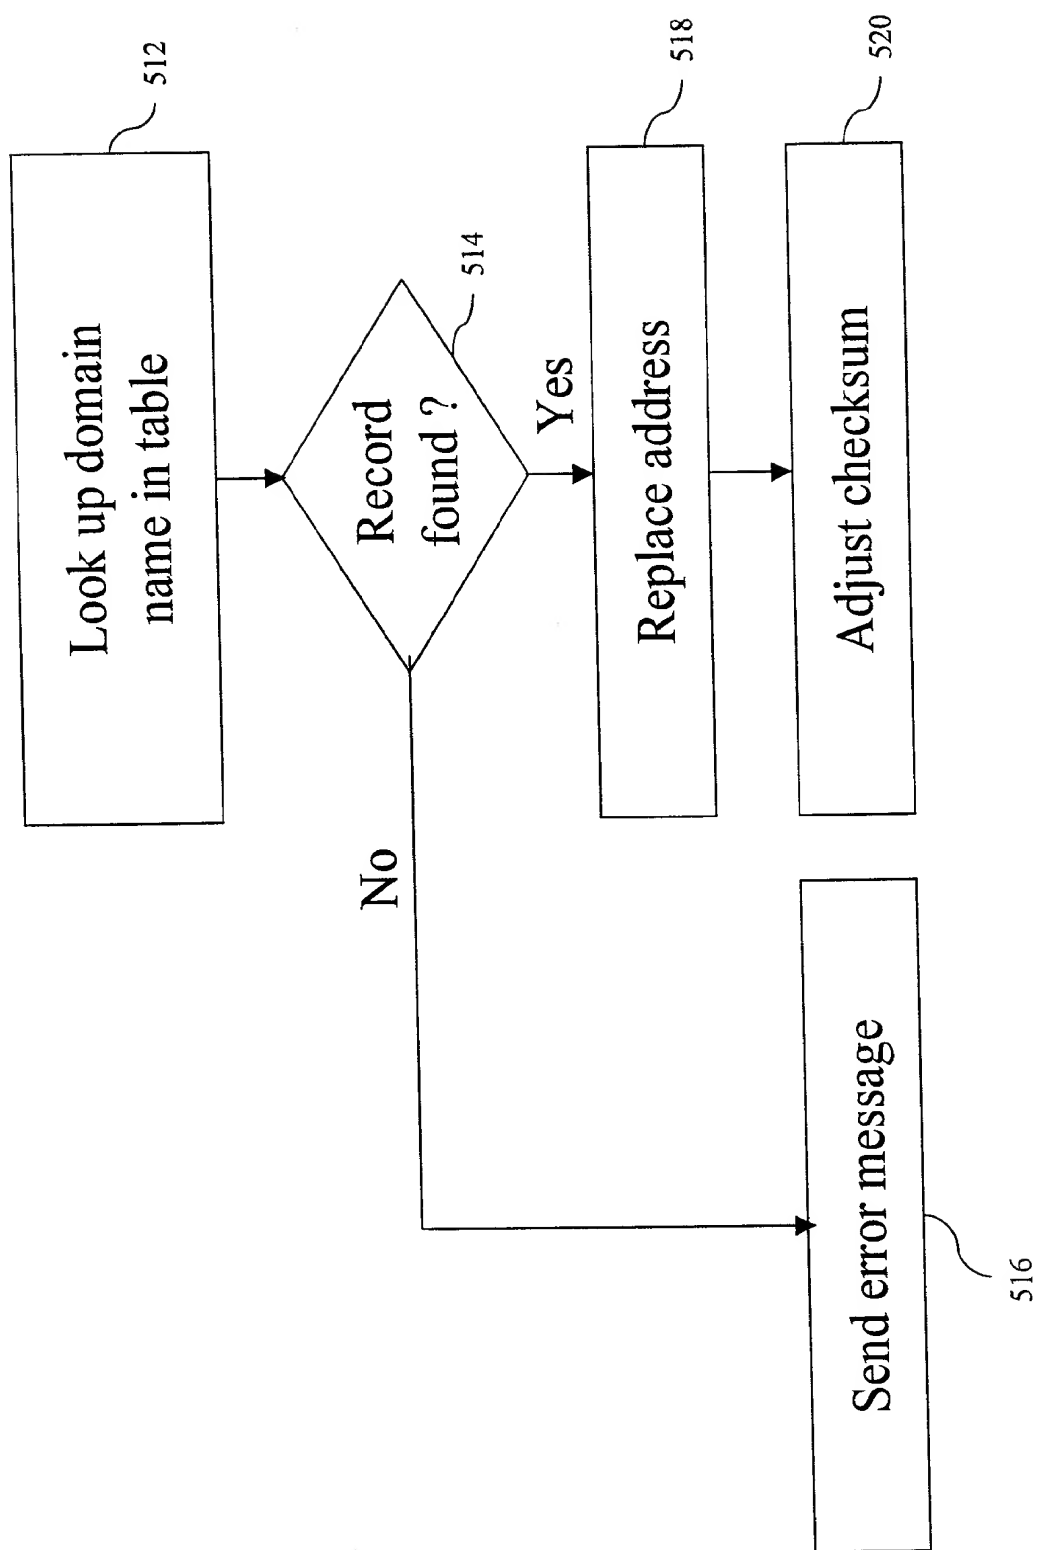 Look up domain
name in table
512
Record
found ?
514
No
Yes
Replace address
518
Adjust checksum
520
Send error message
516